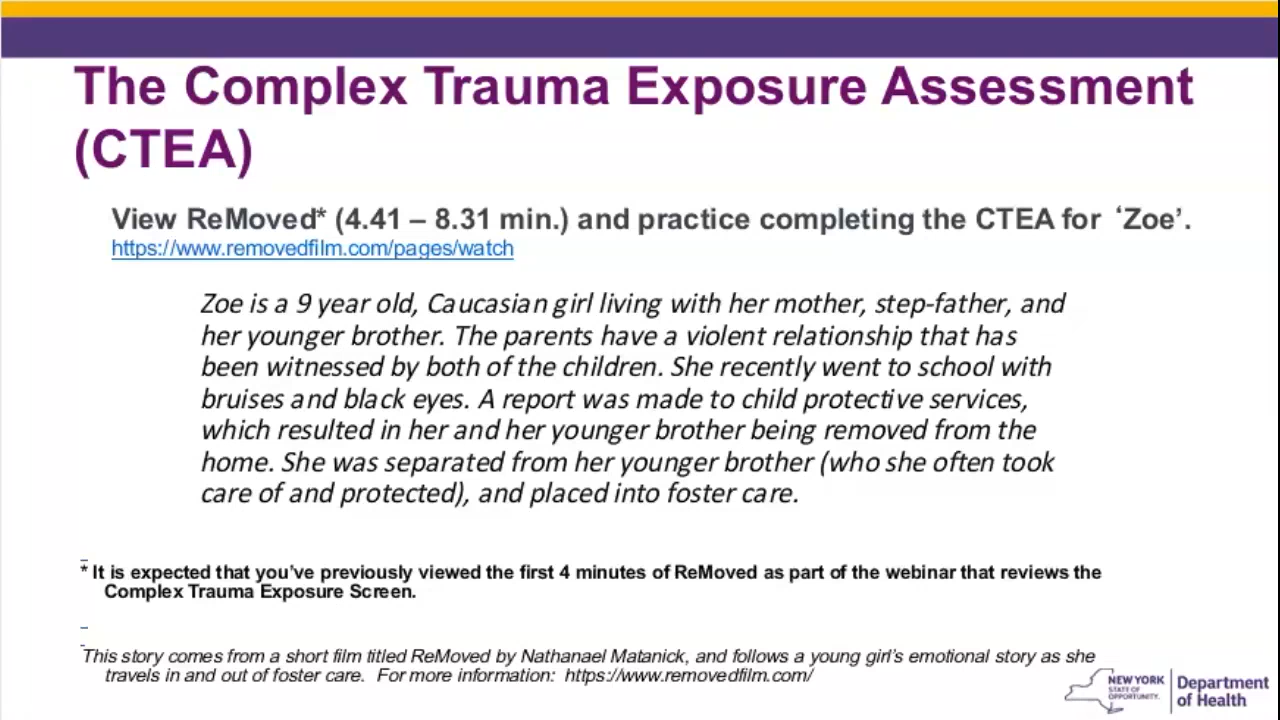 The Complex Trauma Exposure Assessment
(CTEA)
View ReMoved* (4.41 – 8.31 min.) and practice completing the CTEA for ‘Zoe’.
https://www.removedfilm.com/pages/watch
Zoe is a 9 year old, Caucasian girl living with her mother, step-father, and
her younger brother. The parents have a violent relationship that has
been witnessed by both of the children. She recently went to school with
bruises and black eyes. A report was made to child protective services,
which resulted in her and her younger brother being removed from the
home. She was separated from her younger brother (who she often took
care of and protected), and placed into foster care.
* It is expected that you’ve previously viewed the first 4 minutes of ReMoved as part of the webinar that reviews the
Complex Trauma Exposure Screen.
This story comes from a short film titled ReMoved by Nathanael Matanick, and follows a young girl’s emotional story as she
travels in and out of foster care. For more information: https://www.removedfilm.com/
NEW YORK
STATE OF
OPPORTUNITY.
Department
of Health